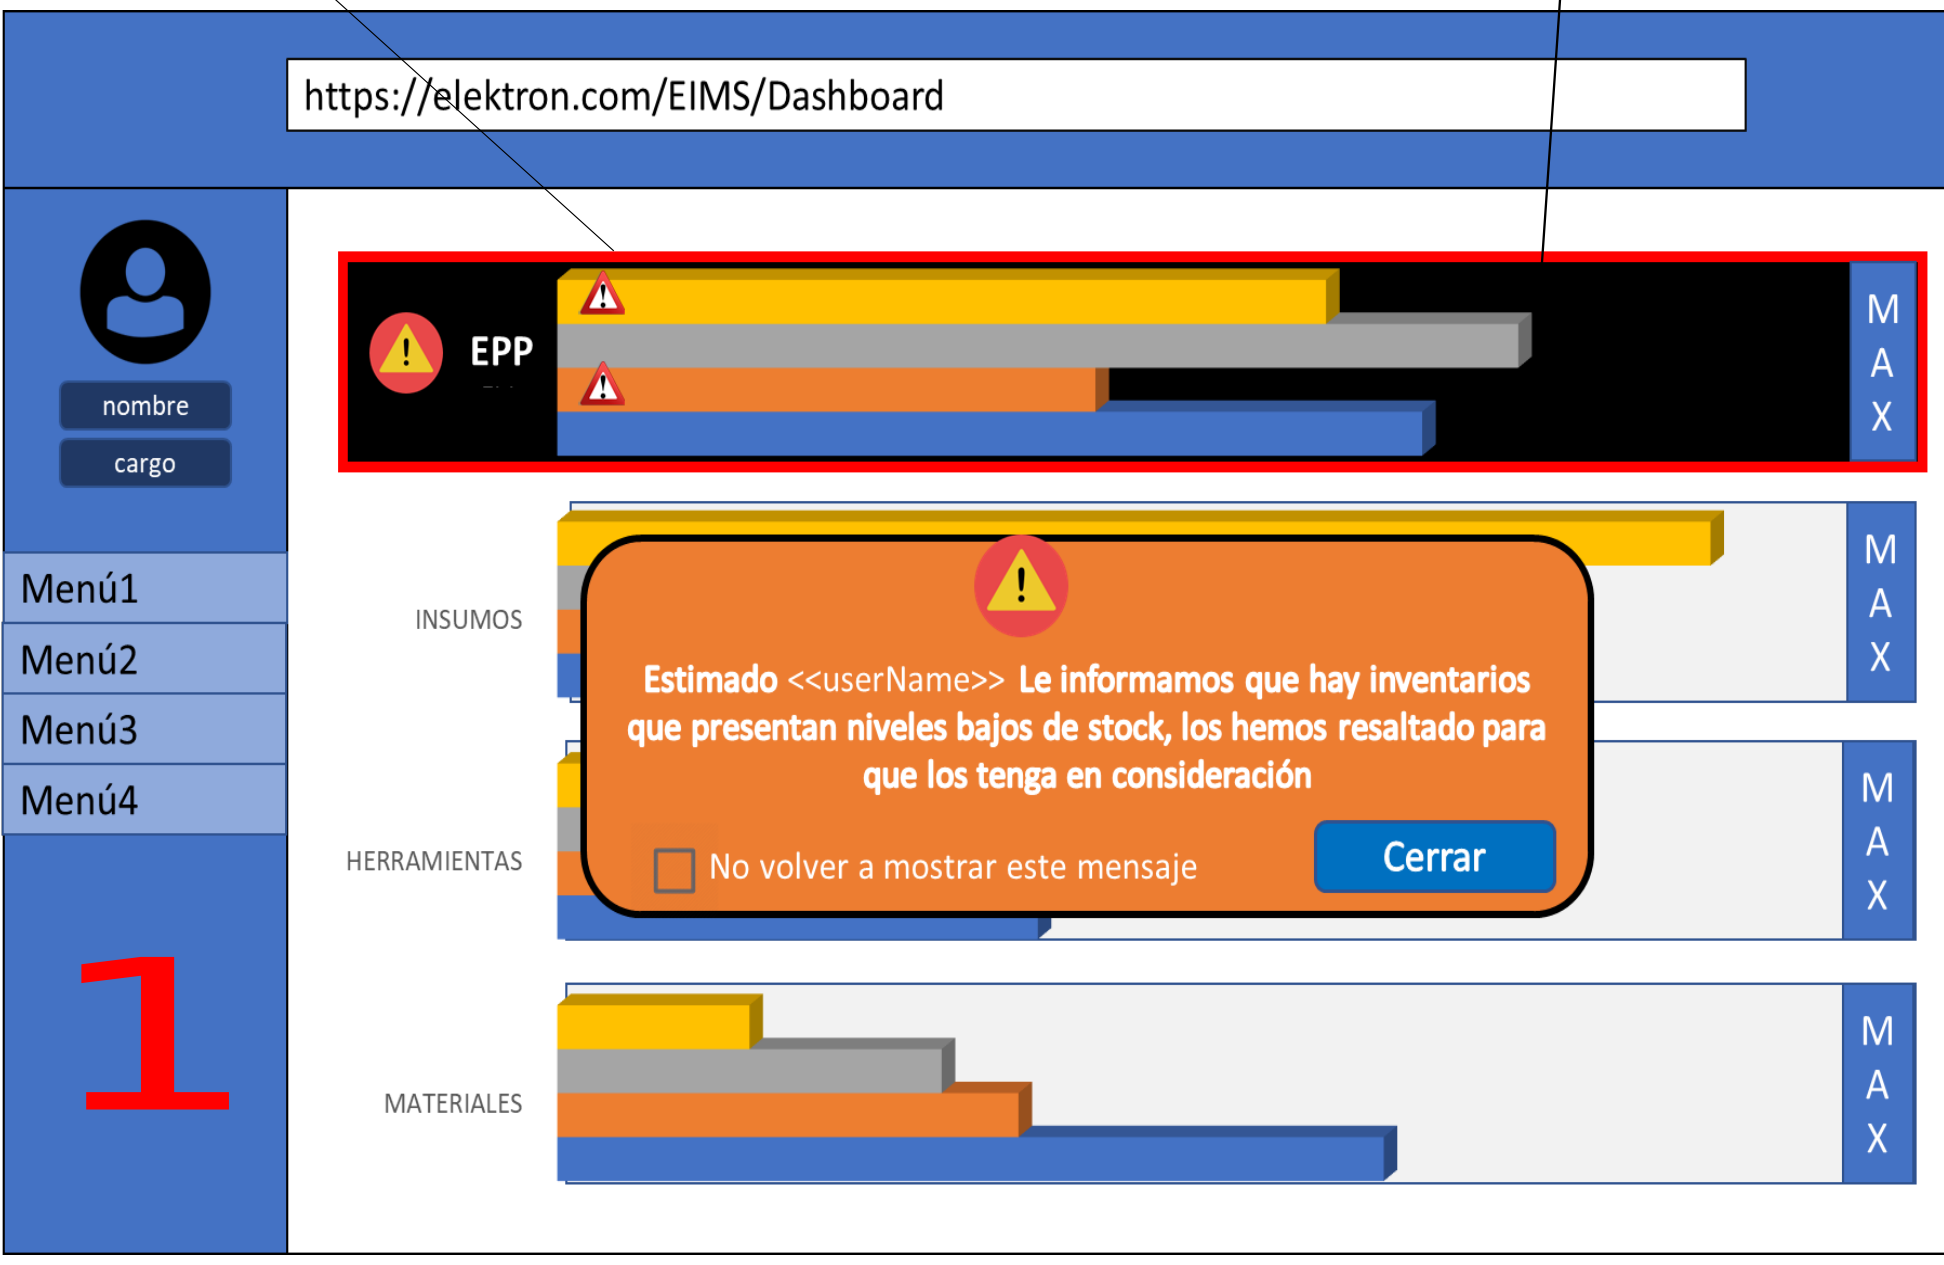 https://elektron.com/EIMS/Dashboard
nombre
cargo
Menú1
Menú2
Menú3
Menú4
1
EPP
M
A
X
INSUMOS
M
A
X
Estimado <<userName>> Le informamos que hay inventarios
que presentan niveles bajos de stock, los hemos resaltado para
que los tenga en consideración
No volver a mostrar este mensaje
Cerrar
HERRAMIENTAS
M
A
X
MATERIALES
M
A
X